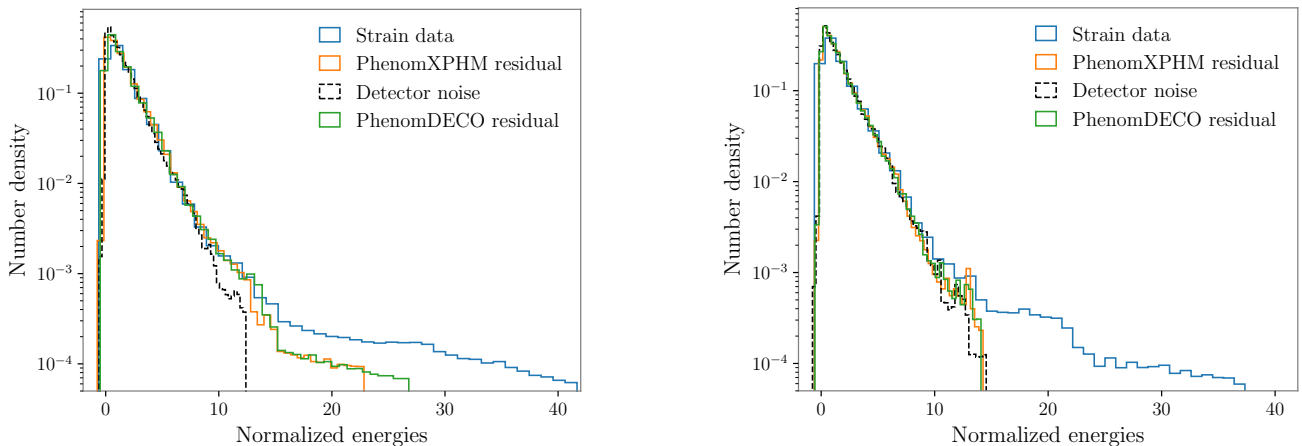 Strain data
PhenomXPHM residual
Detector noise
PhenomDECO residual
Number density
10⁻¹
10⁻²
10⁻³
10⁻⁴
0 10 20 30 40
Normalized energies
Strain data
PhenomXPHM residual
Detector noise
PhenomDECO residual
Number density
10⁻¹
10⁻²
10⁻³
10⁻⁴
0 10 20 30 40
Normalized energies